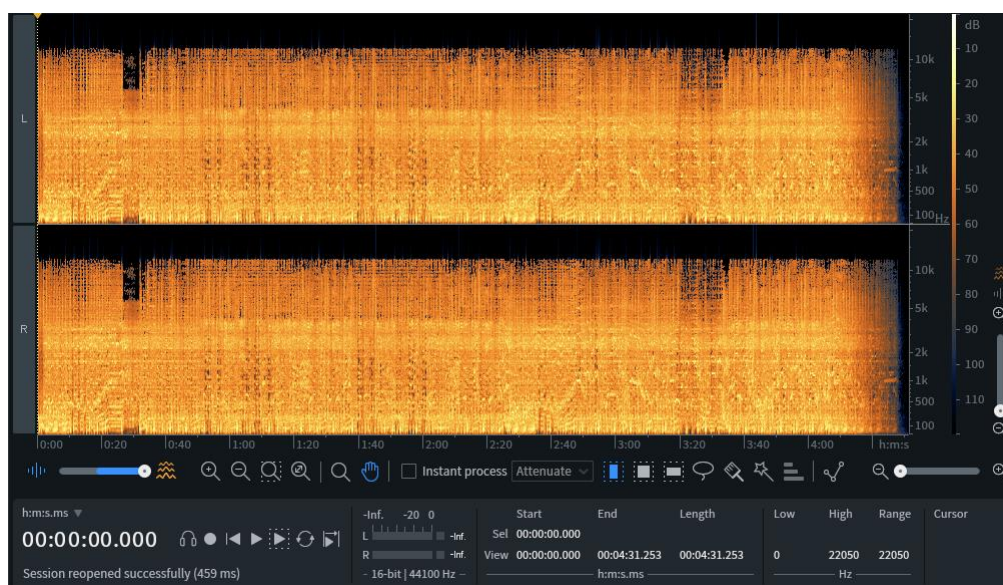 dB
L
10k
5k
2k
1k
500
100
Hz
10
20
30
40
50
60
70
80
90
100
110
R
10k
5k
2k
1k
500
100
0:00 0:20 0:40 1:00 1:20 1:40 2:00 2:20 2:40 3:00 3:20 3:40 4:00 h:m:s
Instant process Attenuate
h:m:s.ms -Inf. -20 0 Start End Length Low High Range Cursor
00:00:00.000 L -Inf. Sel 00:00:00.000
R -Inf. View 00:00:00.000 00:04:31.253 00:04:31.253 0 22050 22050
Session reopened successfully (459 ms) 16-bit | 44100 Hz h:m:s.ms Hz